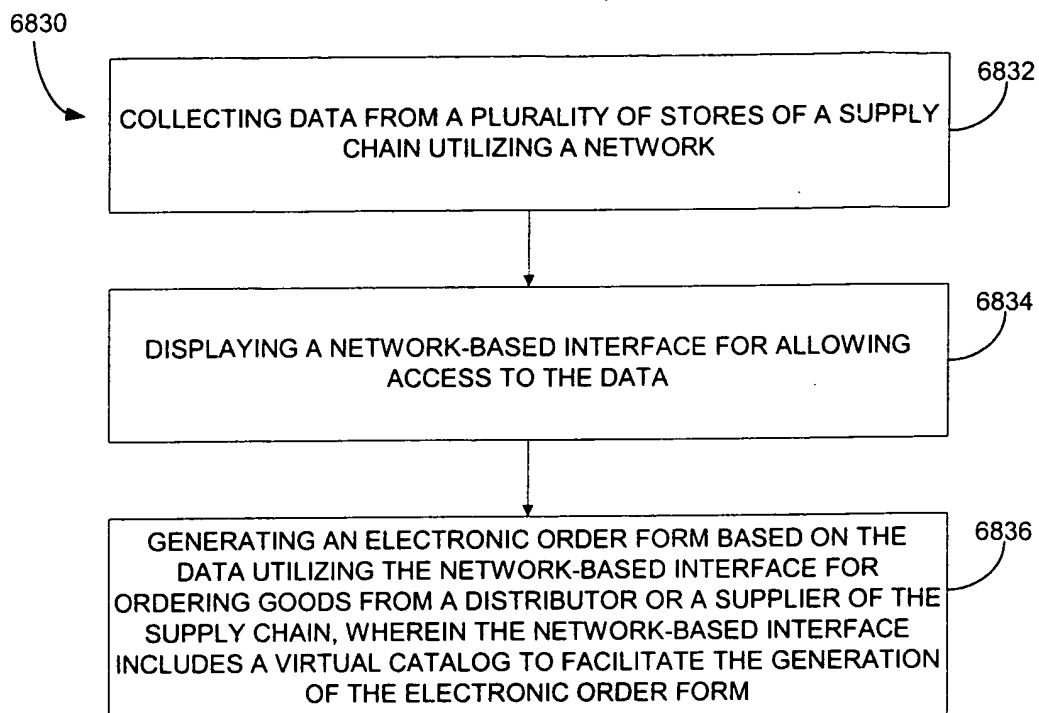 6830
6832
COLLECTING DATA FROM A PLURALITY OF STORES OF A SUPPLY
CHAIN UTILIZING A NETWORK
6834
DISPLAYING A NETWORK-BASED INTERFACE FOR ALLOWING
ACCESS TO THE DATA
6836
GENERATING AN ELECTRONIC ORDER FORM BASED ON THE
DATA UTILIZING THE NETWORK-BASED INTERFACE FOR
ORDERING GOODS FROM A DISTRIBUTOR OR A SUPPLIER OF THE
SUPPLY CHAIN, WHEREIN THE NETWORK-BASED INTERFACE
INCLUDES A VIRTUAL CATALOG TO FACILITATE THE GENERATION
OF THE ELECTRONIC ORDER FORM